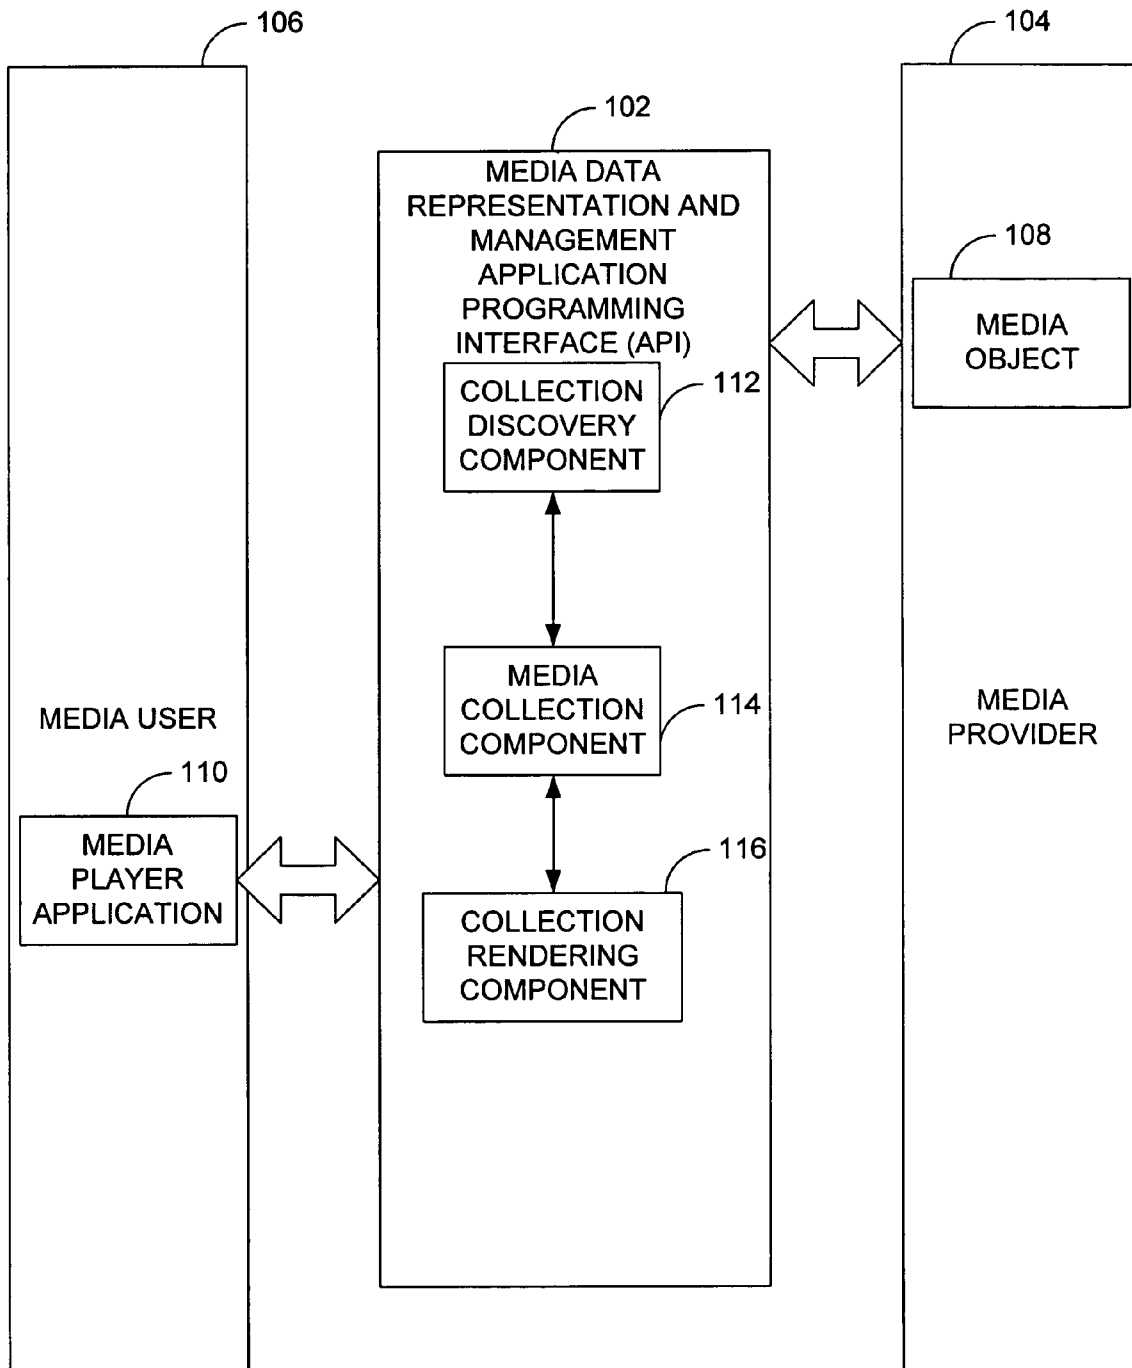 106
104
102
MEDIA DATA
REPRESENTATION AND
MANAGEMENT
APPLICATION
PROGRAMMING
INTERFACE (API)
108
MEDIA
OBJECT
112
COLLECTION
DISCOVERY
COMPONENT
MEDIA
COLLECTION
COMPONENT
114
MEDIA USER
MEDIA
PROVIDER
110
MEDIA
PLAYER
APPLICATION
116
COLLECTION
RENDERING
COMPONENT